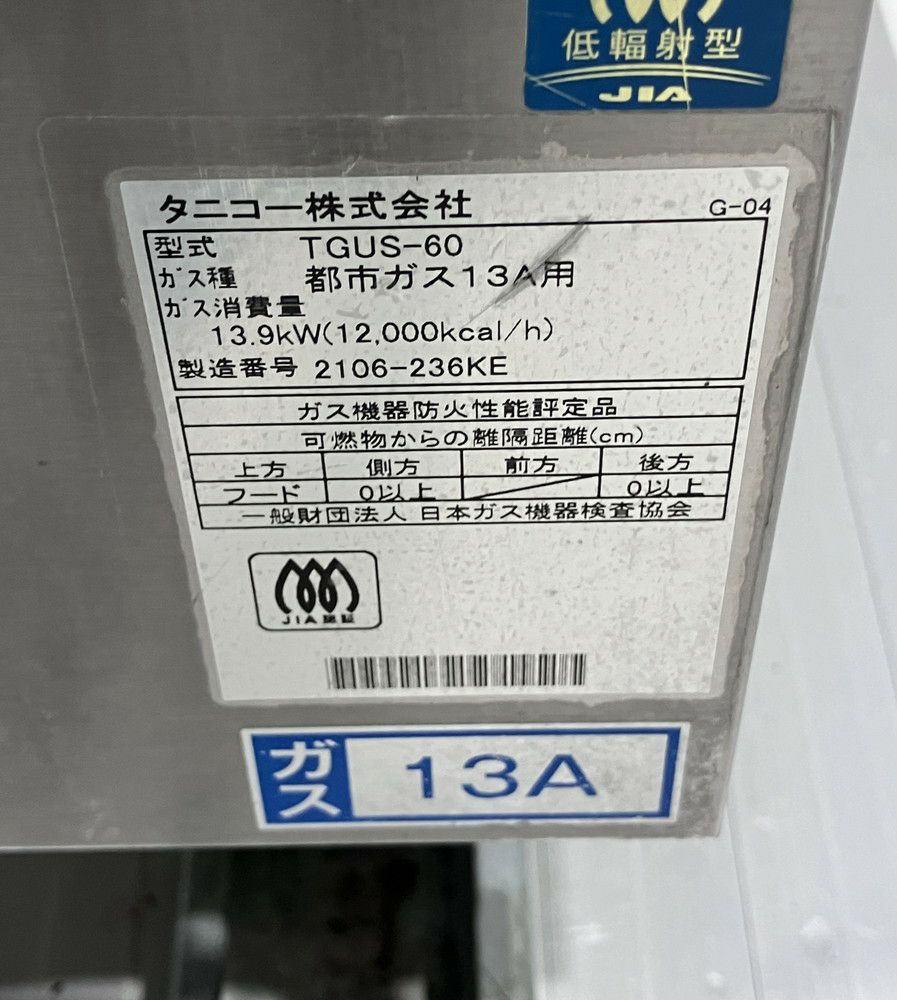 低輻射型
JIA
タニコー株式会社 G-04
型式 TGUS-60
ガス種 都市ガス13A用
ガス消費量
13.9kW(12,000kcal/h)
製造番号 2106-236KE
ガス機器防火性能評定品
可燃物からの離隔距離(cm)
上方 側方 前方 後方
フード 0以上 0以上
一般財団法人 日本ガス機器検査協会
JIA認証
ガス 13A